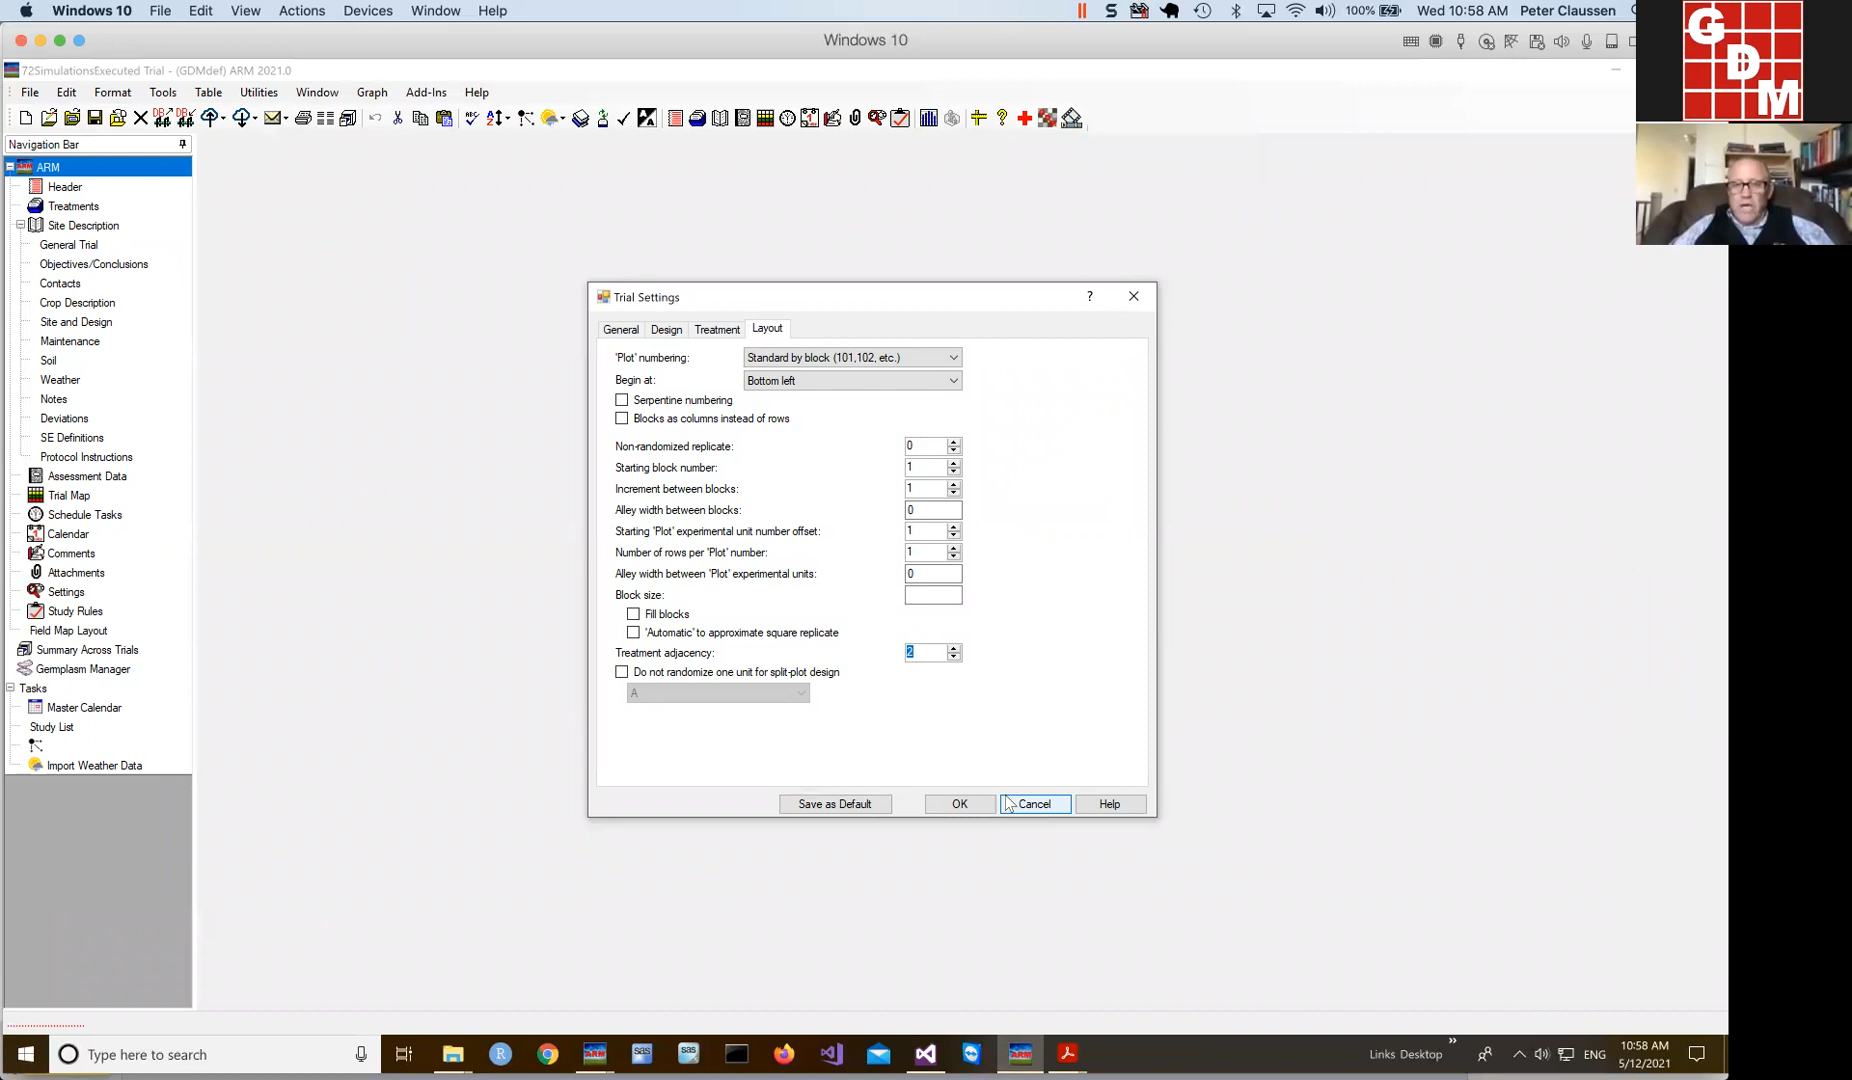 Windows 10 File Edit View Actions Devices Window Help 100% Wed 10:58 AM Peter Claussen
Windows 10
72SimulationsExecuted Trial - (GDMdef) ARM 2021.0
File Edit Format Tools Table Utilities Window Graph Add-Ins Help
Navigation Bar
ARM
Header
Treatments
Site Description
General Trial
Objectives/Conclusions
Contacts
Crop Description
Site and Design
Maintenance
Soil
Weather
Notes
Deviations
SE Definitions
Protocol Instructions
Assessment Data
Trial Map
Schedule Tasks
Calendar
Comments
Attachments
Settings
Study Rules
Field Map Layout
Summary Across Trials
Germplasm Manager
Tasks
Master Calendar
Study List
Import Weather Data
Trial Settings
General Design Treatment Layout
'Plot' numbering: Standard by block (101,102, etc.)
Begin at: Bottom left
Serpentine numbering
Blocks as columns instead of rows
Non-randomized replicate: 0
Starting block number: 1
Increment between blocks: 1
Alley width between blocks: 0
Starting 'Plot' experimental unit number offset: 1
Number of rows per 'Plot' number: 1
Alley width between 'Plot' experimental units: 0
Block size:
Fill blocks
'Automatic' to approximate square replicate
Treatment adjacency: 2
Do not randomize one unit for split-plot design
A
Save as Default OK Cancel Help
G
D
M
Type here to search
Links Desktop
ENG
10:58 AM
5/12/2021